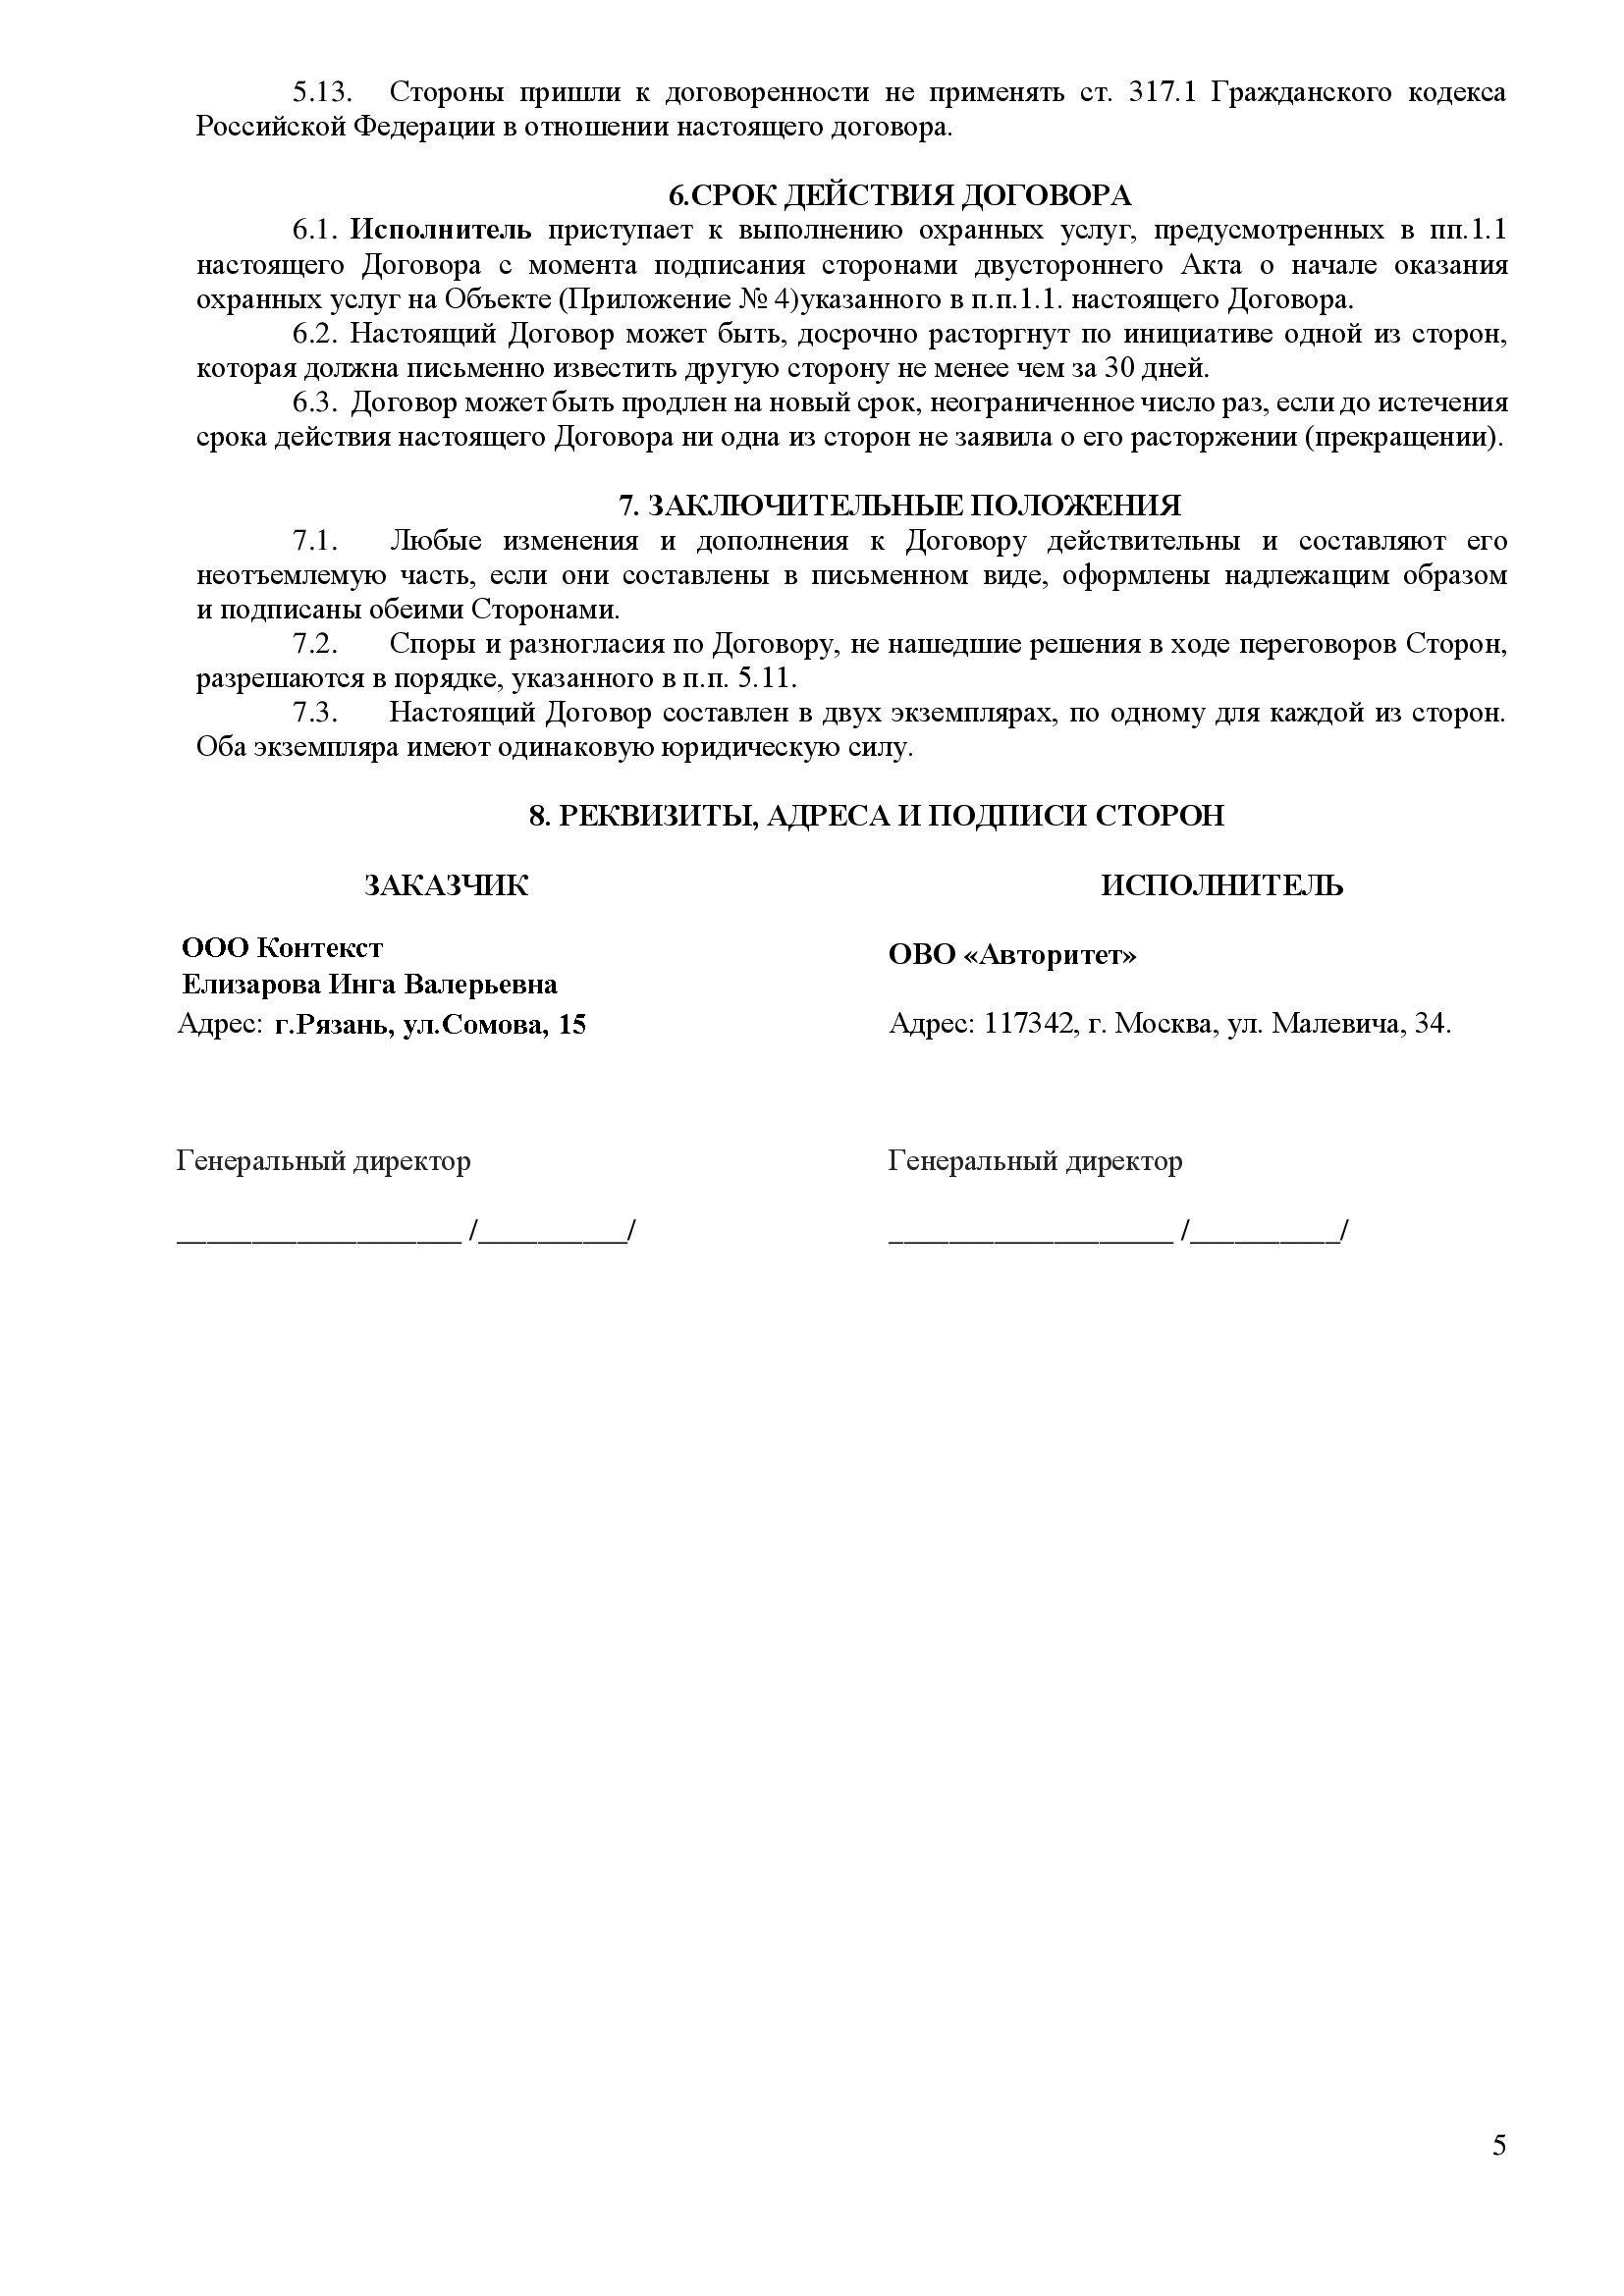 5.13. Стороны пришли к договоренности не применять ст. 317.1 Гражданского кодекса
Российской Федерации в отношении настоящего договора.
6.СРОК ДЕЙСТВИЯ ДОГОВОРА
6.1. Исполнитель приступает к выполнению охранных услуг, предусмотренных в пп.1.1
настоящего Договора с момента подписания сторонами двустороннего Акта о начале оказания
охранных услуг на Объекте (Приложение № 4)указанного в п.п.1.1. настоящего Договора.
6.2. Настоящий Договор может быть, досрочно расторгнут по инициативе одной из сторон,
которая должна письменно известить другую сторону не менее чем за 30 дней.
6.3. Договор может быть продлен на новый срок, неограниченное число раз, если до истечения
срока действия настоящего Договора ни одна из сторон не заявила о его расторжении (прекращении).
7. ЗАКЛЮЧИТЕЛЬНЫЕ ПОЛОЖЕНИЯ
7.1. Любые изменения и дополнения к Договору действительны и составляют его
неотъемлемую часть, если они составлены в письменном виде, оформлены надлежащим образом
и подписаны обеими Сторонами.
7.2. Споры и разногласия по Договору, не нашедшие решения в ходе переговоров Сторон,
разрешаются в порядке, указанного в п.п. 5.11.
7.3. Настоящий Договор составлен в двух экземплярах, по одному для каждой из сторон.
Оба экземпляра имеют одинаковую юридическую силу.
8. РЕКВИЗИТЫ, АДРЕСА И ПОДПИСИ СТОРОН
ЗАКАЗЧИК
ООО Контекст
Елизарова Инга Валерьевна
Адрес: г.Рязань, ул.Сомова, 15
Генеральный директор
___________________ /__________/
ИСПОЛНИТЕЛЬ
ОВО «Авторитет»
Адрес: 117342, г. Москва, ул. Малевича, 34.
Генеральный директор
___________________ /__________/
5